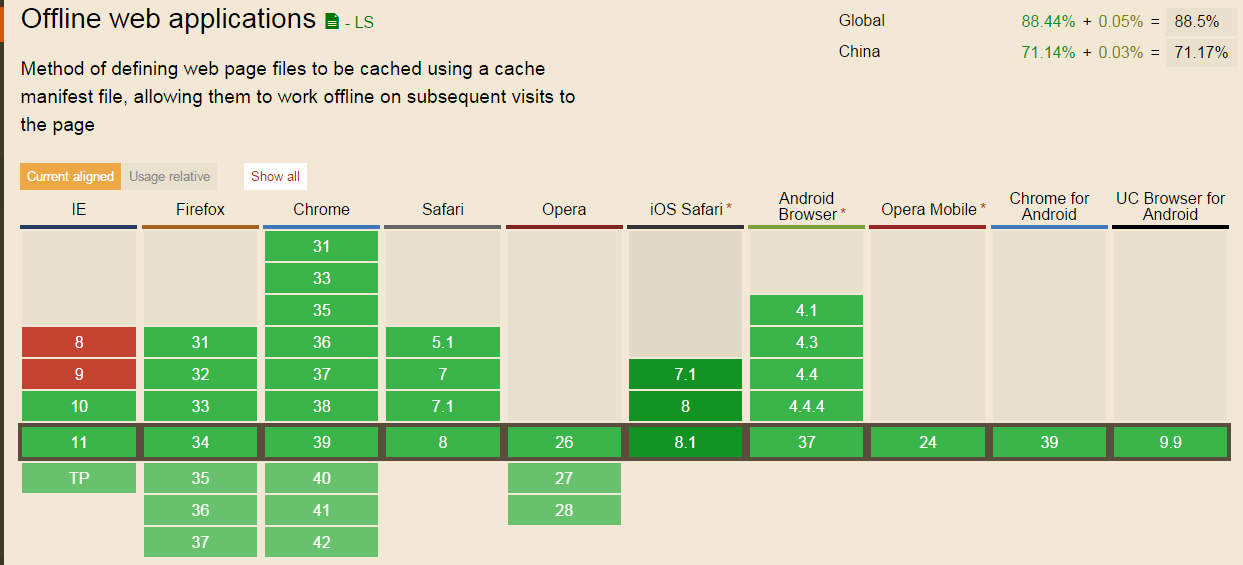 Offline web applications - LS
Global 88.44% + 0.05% = 88.5%
China 71.14% + 0.03% = 71.17%
Method of defining web page files to be cached using a cache
manifest file, allowing them to work offline on subsequent visits to
the page
Current aligned Usage relative Show all
IE Firefox Chrome Safari Opera iOS Safari * Android Browser * Opera Mobile * Chrome for Android UC Browser for Android
31
33
35 4.1
8 31 36 5.1 4.3
9 32 37 7 7.1 4.4
10 33 38 7.1 8 4.4.4
11 34 39 8 26 8.1 37 24 39 9.9
TP 35 40 27
36 41 28
37 42